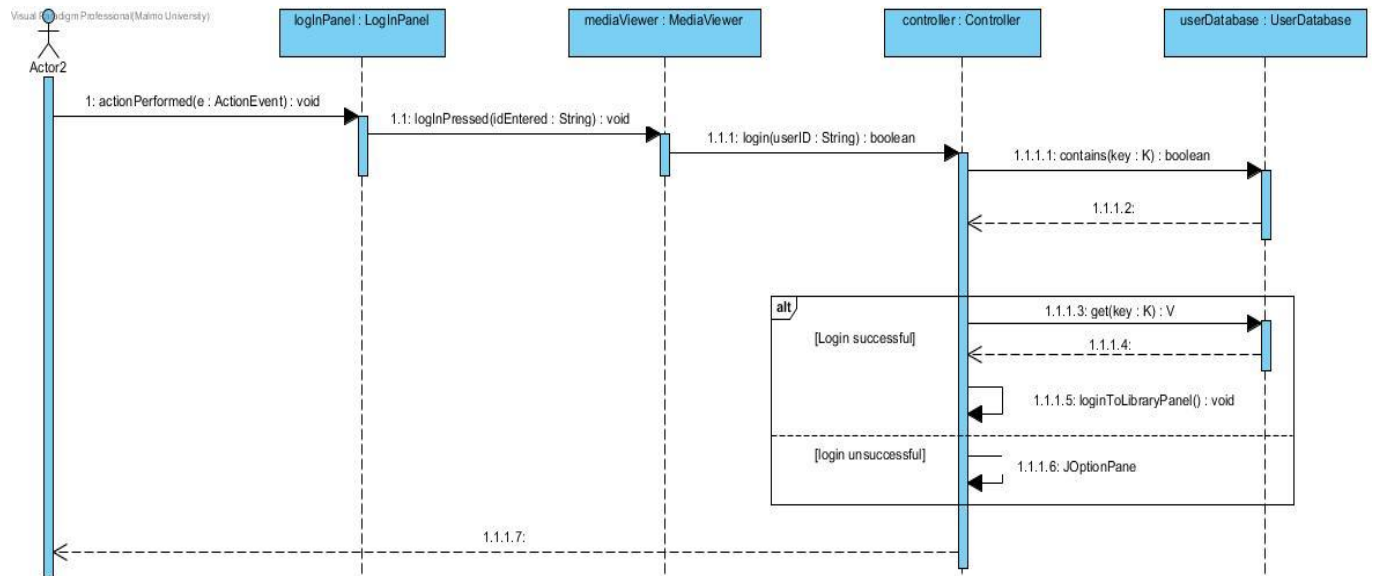 Visual Paradigm Professional(Malmo University)
Actor2
logInPanel : LogInPanel
mediaViewer : MediaViewer
controller : Controller
userDatabase : UserDatabase
1: actionPerformed(e : ActionEvent) : void
1.1: logInPressed(idEntered : String) : void
1.1.1: login(userID : String) : boolean
1.1.1.1: contains(key : K) : boolean
1.1.1.2:
alt
1.1.1.3: get(key : K) : V
[Login successful]
1.1.1.4:
1.1.1.5: loginToLibraryPanel() : void
[login unsuccessful]
1.1.1.6: JOptionPane
1.1.1.7: